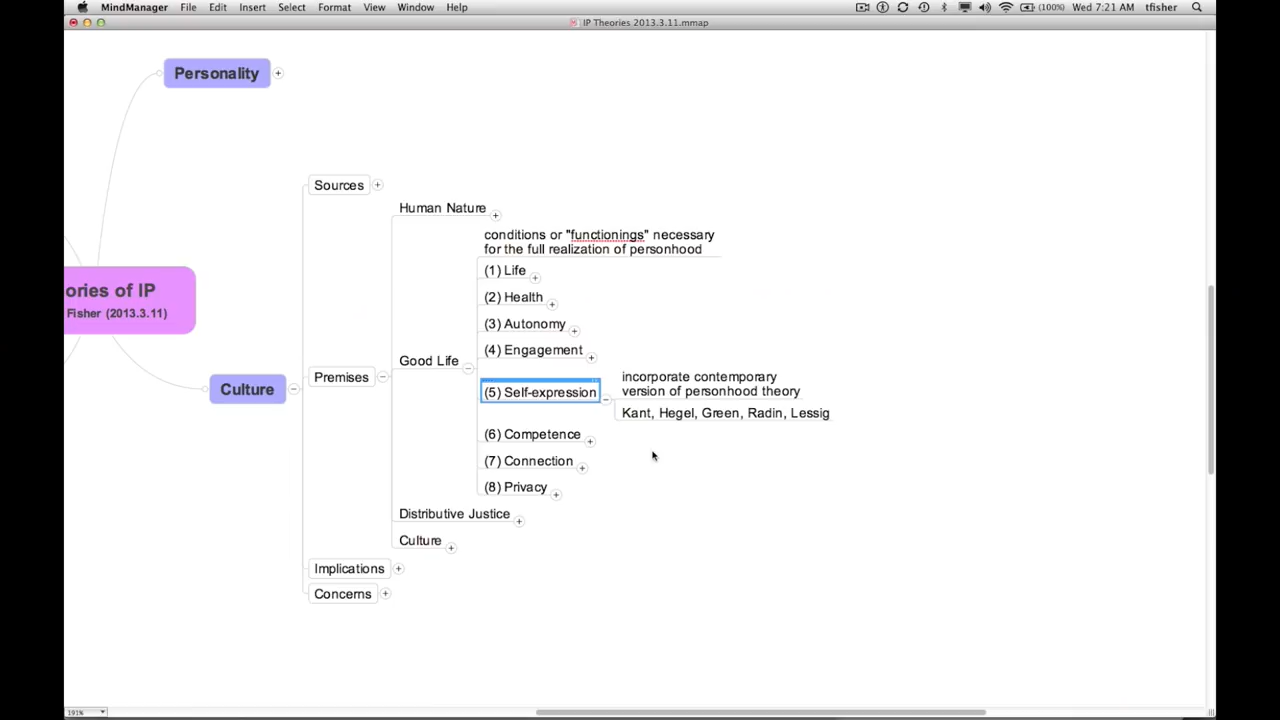 MindManager File Edit Insert Select Format View Window Help (100%) Wed 7:21 AM tfisher
IP Theories 2013.3.11.mmap
Personality
Sources
Human Nature
conditions or "functionings" necessary
for the full realization of personhood
(1) Life
(2) Health
(3) Autonomy
(4) Engagement
ories of IP
Fisher (2013.3.11)
Culture
Premises
Good Life
(5) Self-expression
incorporate contemporary
version of personhood theory
Kant, Hegel, Green, Radin, Lessig
(6) Competence
(7) Connection
(8) Privacy
Distributive Justice
Culture
Implications
Concerns
191%